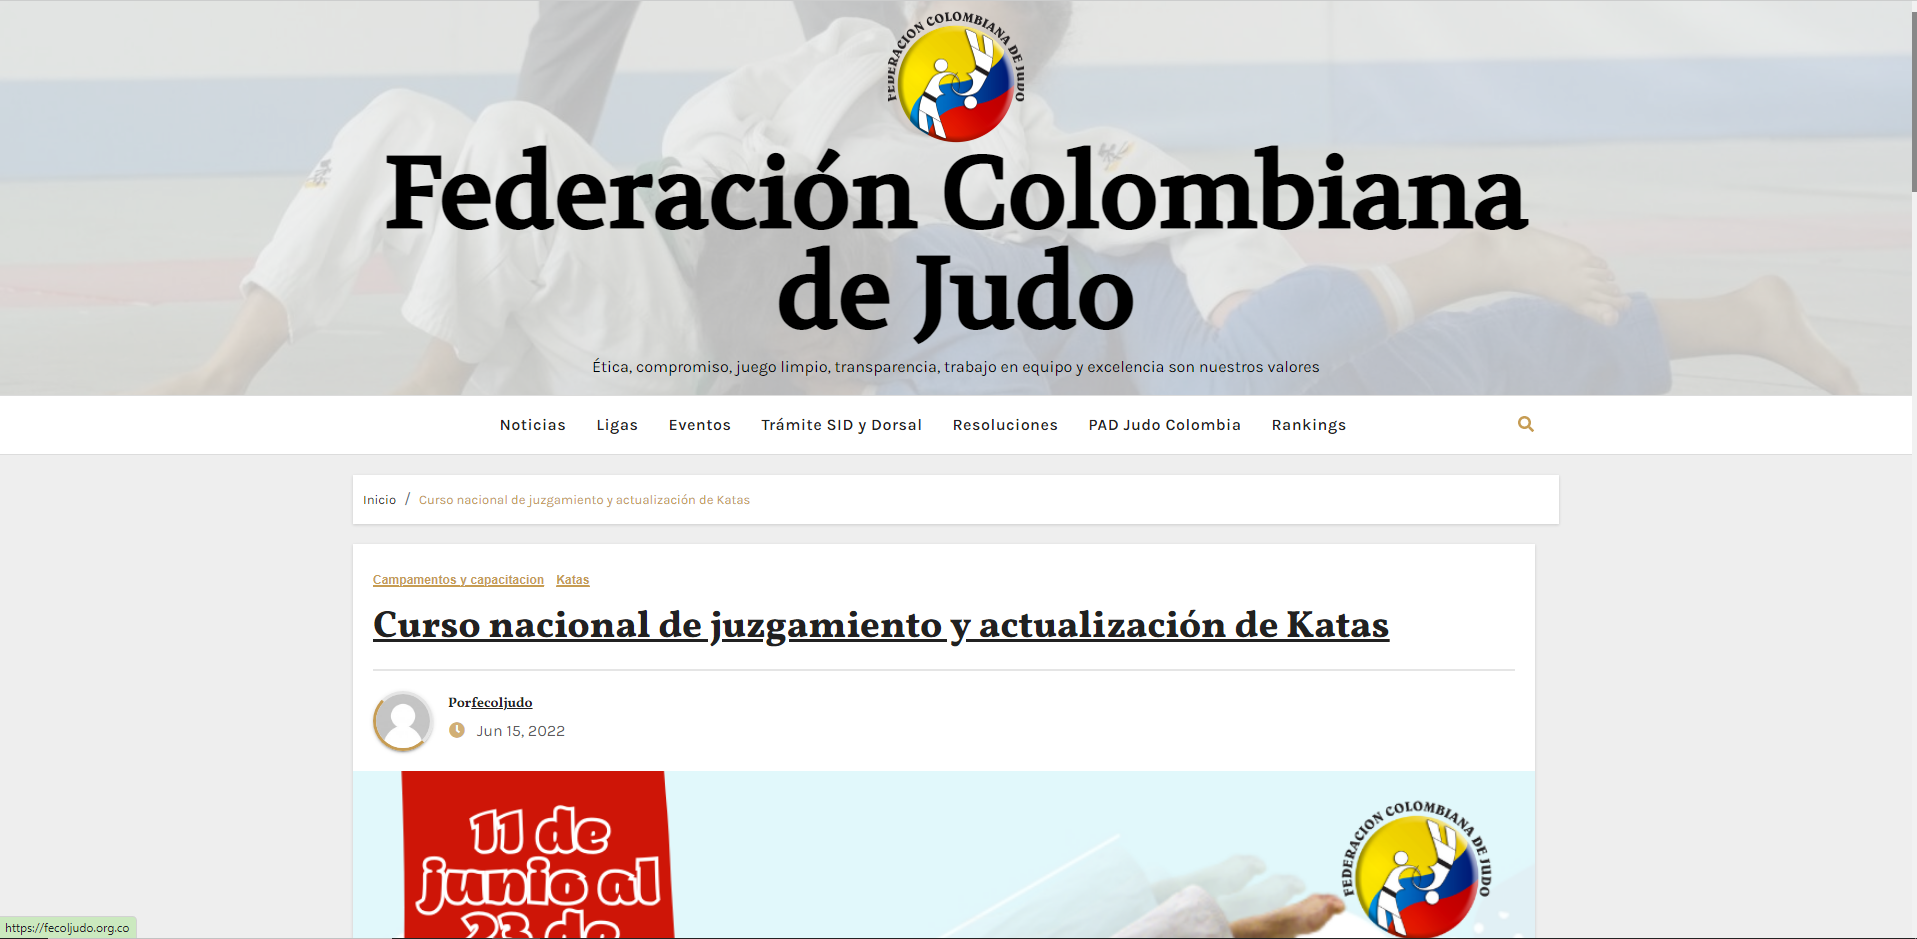 FEDERACION COLOMBIANA DE JUDO
Federación Colombiana
de Judo
Ética, compromiso, juego limpio, transparencia, trabajo en equipo y excelencia son nuestros valores
Noticias Ligas Eventos Trámite SID y Dorsal Resoluciones PAD Judo Colombia Rankings
Inicio / Curso nacional de juzgamiento y actualización de Katas
Campamentos y capacitacion Katas
Curso nacional de juzgamiento y actualización de Katas
Porfecoljudo
Jun 15, 2022
11 de
junio al
23 de
FEDERACION COLOMBIANA DE JUDO
https://fecoljudo.org.co